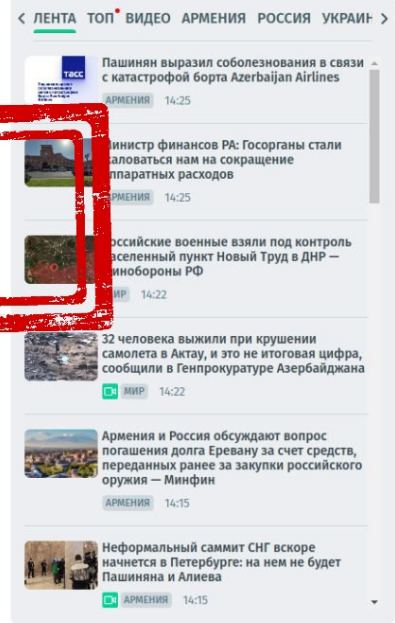 ЛЕНТА ТОП ВИДЕО АРМЕНИЯ РОССИЯ УКРАИН
ТАСС
Пашинян выразил соболезнования в связи
с катастрофой борта Azerbaijan Airlines
АРМЕНИЯ 14:25
инистр финансов РА: Госорганы стали
аловаться нам на сокращение
ппаратных расходов
РМЕНИЯ 14:25
оссийские военные взяли под контроль
аселенный пункт Новый Труд в ДНР —
инобороны РФ
ИР 14:22
32 человека выжили при крушении
самолета в Актау, и это не итоговая цифра,
сообщили в Генпрокуратуре Азербайджана
МИР 14:22
Армения и Россия обсуждают вопрос
погашения долга Еревану за счет средств,
переданных ранее за закупки российского
оружия — Минфин
АРМЕНИЯ 14:15
Неформальный саммит СНГ вскоре
начнется в Петербурге: на нем не будет
Пашиняна и Алиева
АРМЕНИЯ 14:15